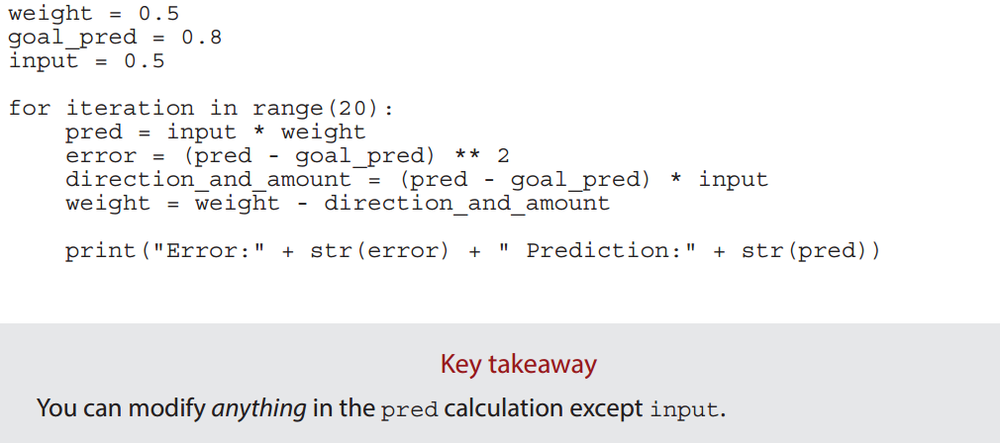 weight = 0.5
goal_pred = 0.8
input = 0.5
for iteration in range(20):
    pred = input * weight
    error = (pred - goal_pred) ** 2
    direction_and_amount = (pred - goal_pred) * input
    weight = weight - direction_and_amount
    print("Error:" + str(error) + " Prediction:" + str(pred))
Key takeaway
You can modify anything in the pred calculation except input.